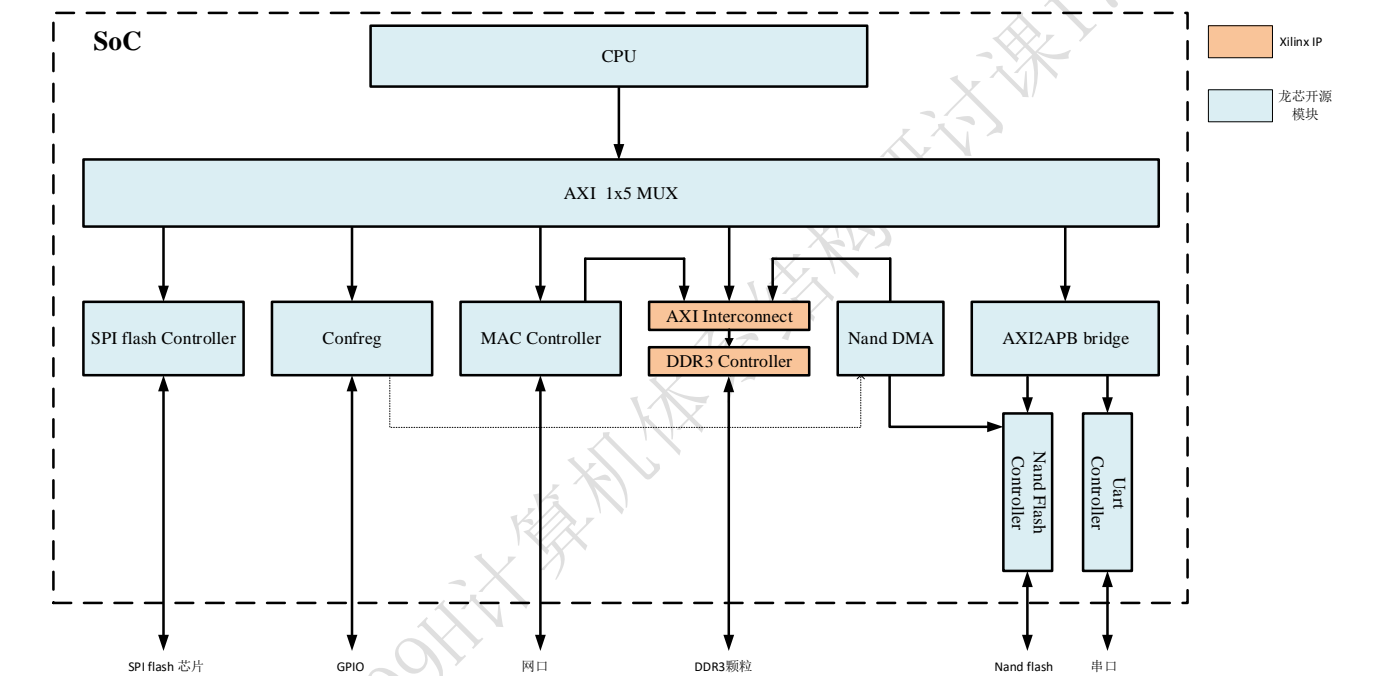 SoC
CPU
Xilinx IP
龙芯开源
模块
AXI 1x5 MUX
SPI flash Controller
Confreg
MAC Controller
AXI Interconnect
DDR3 Controller
Nand DMA
AXI2APB bridge
Nand Flash
Controller
Uart
Controller
SPI flash 芯片
GPIO
网口
DDR3颗粒
Nand flash
串口